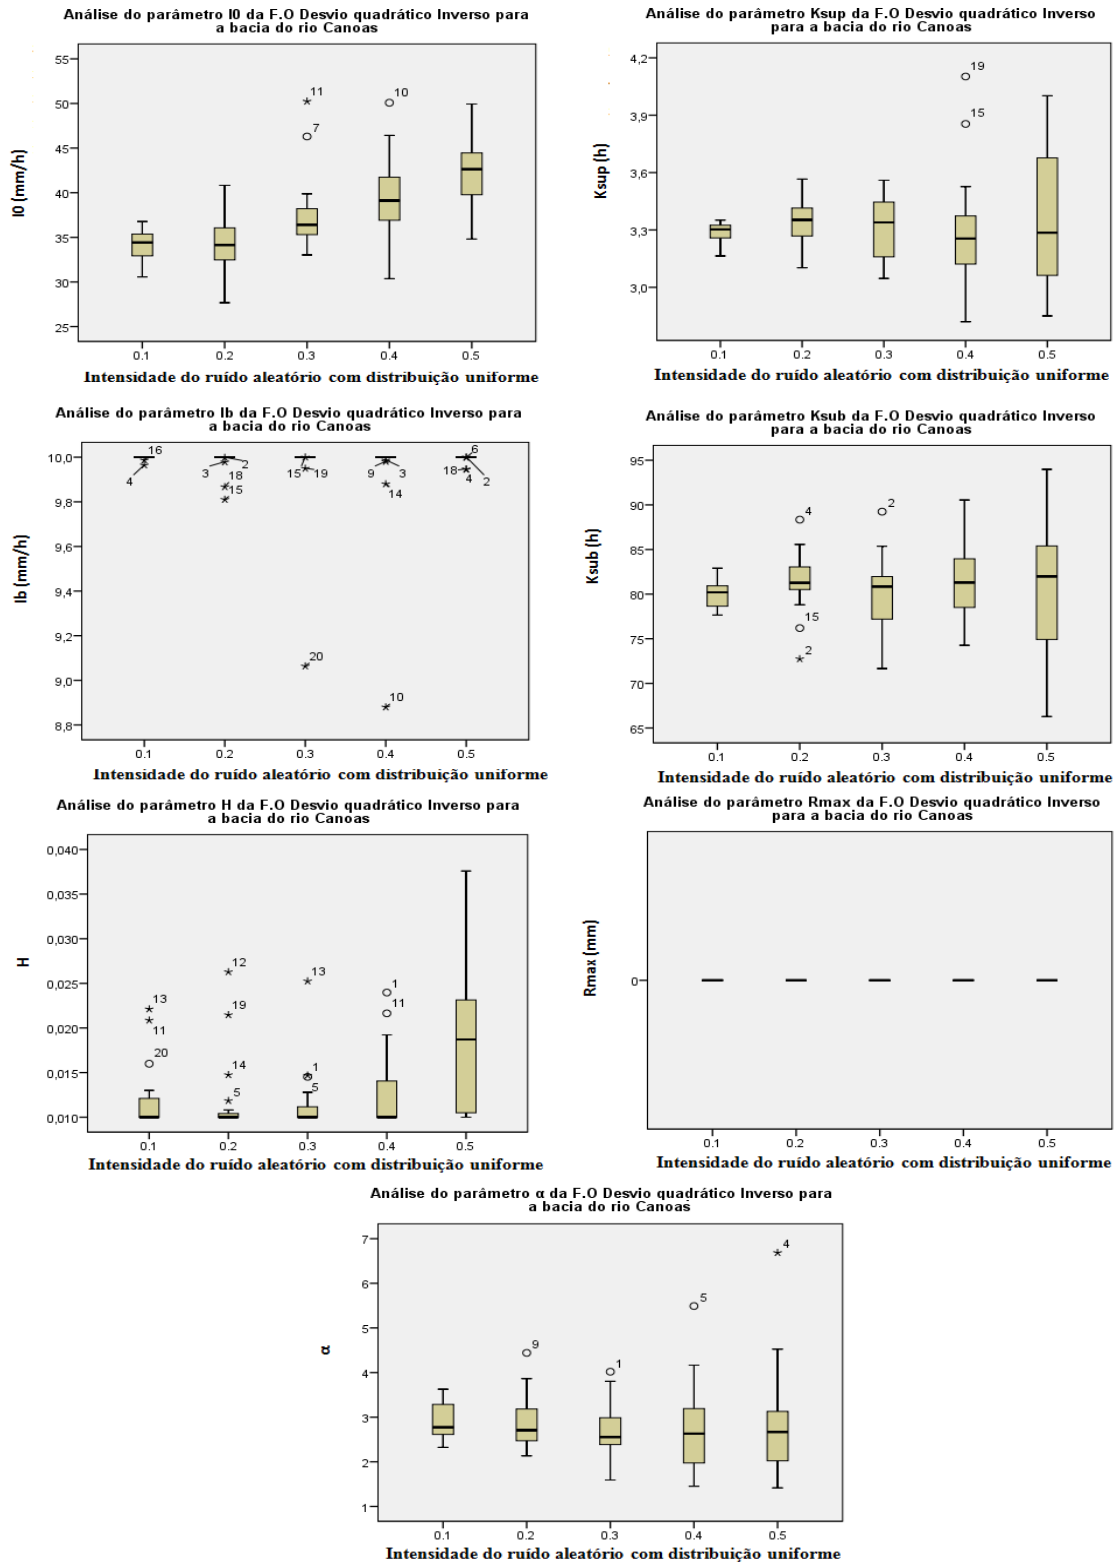 Análise do parâmetro I0 da F.O Desvio quadrático Inverso para
a bacia do rio Canoas
I0 (mm/h)
55
50
45
40
35
30
25
11
7
10
0.1 0.2 0.3 0.4 0.5
Intensidade do ruído aleatório com distribuição uniforme
Análise do parâmetro Ksup da F.O Desvio quadrático Inverso
para a bacia do rio Canoas
Ksup (h)
4,2
3,9
3,6
3,3
3,0
19
15
0.1 0.2 0.3 0.4 0.5
Intensidade do ruído aleatório com distribuição uniforme
Análise do parâmetro Ib da F.O Desvio quadrático Inverso para
a bacia do rio Canoas
Ib (mm/h)
10,0
9,8
9,6
9,4
9,2
9,0
8,8
16
4
3
2
18
15
15
19
20
9
3
14
10
6
18
4
2
0.1 0.2 0.3 0.4 0.5
Intensidade do ruído aleatório com distribuição uniforme
Análise do parâmetro Ksub da F.O Desvio quadrático Inverso
para a bacia do rio Canoas
Ksub (h)
95
90
85
80
75
70
65
4
15
2
2
0.1 0.2 0.3 0.4 0.5
Intensidade do ruído aleatório com distribuição uniforme
Análise do parâmetro H da F.O Desvio quadrático Inverso para
a bacia do rio Canoas
H
0,040
0,035
0,030
0,025
0,020
0,015
0,010
13
11
20
12
19
14
5
13
1
5
1
11
0.1 0.2 0.3 0.4 0.5
Intensidade do ruído aleatório com distribuição uniforme
Análise do parâmetro Rmax da F.O Desvio quadrático Inverso
para a bacia do rio Canoas
Rmax (mm)
0
0.1 0.2 0.3 0.4 0.5
Intensidade do ruído aleatório com distribuição uniforme
Análise do parâmetro α da F.O Desvio quadrático Inverso para
a bacia do rio Canoas
α
7
6
5
4
3
2
1
9
1
5
4
0.1 0.2 0.3 0.4 0.5
Intensidade do ruído aleatório com distribuição uniforme